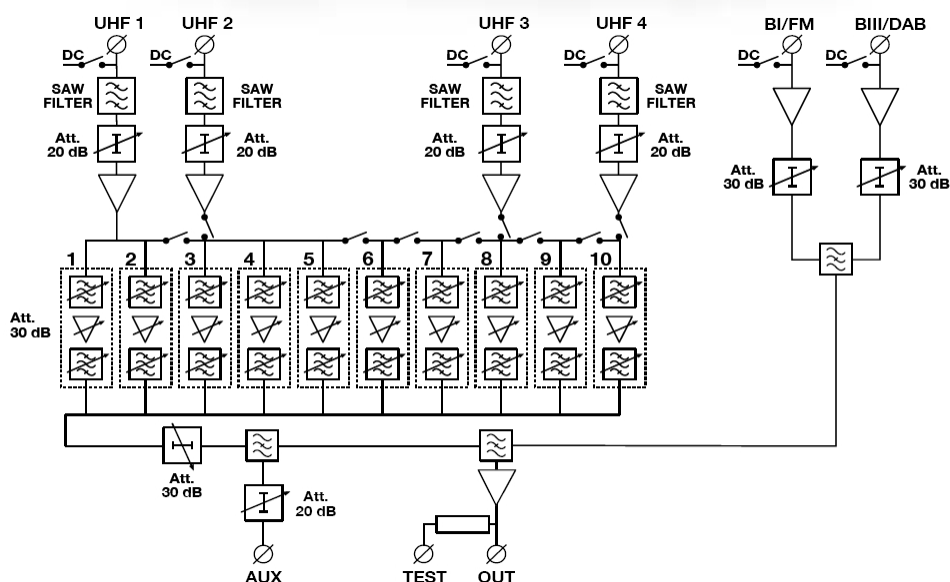 UHF 1
UHF 2
UHF 3
UHF 4
BI/FM
BIII/DAB
DC
DC
DC
DC
DC
DC
SAW
FILTER
SAW
FILTER
SAW
FILTER
SAW
FILTER
Att.
20 dB
Att.
20 dB
Att.
20 dB
Att.
20 dB
Att.
30 dB
Att.
30 dB
1
2
3
4
5
6
7
8
9
10
Att.
30 dB
Att.
30 dB
Att.
20 dB
AUX
TEST
OUT